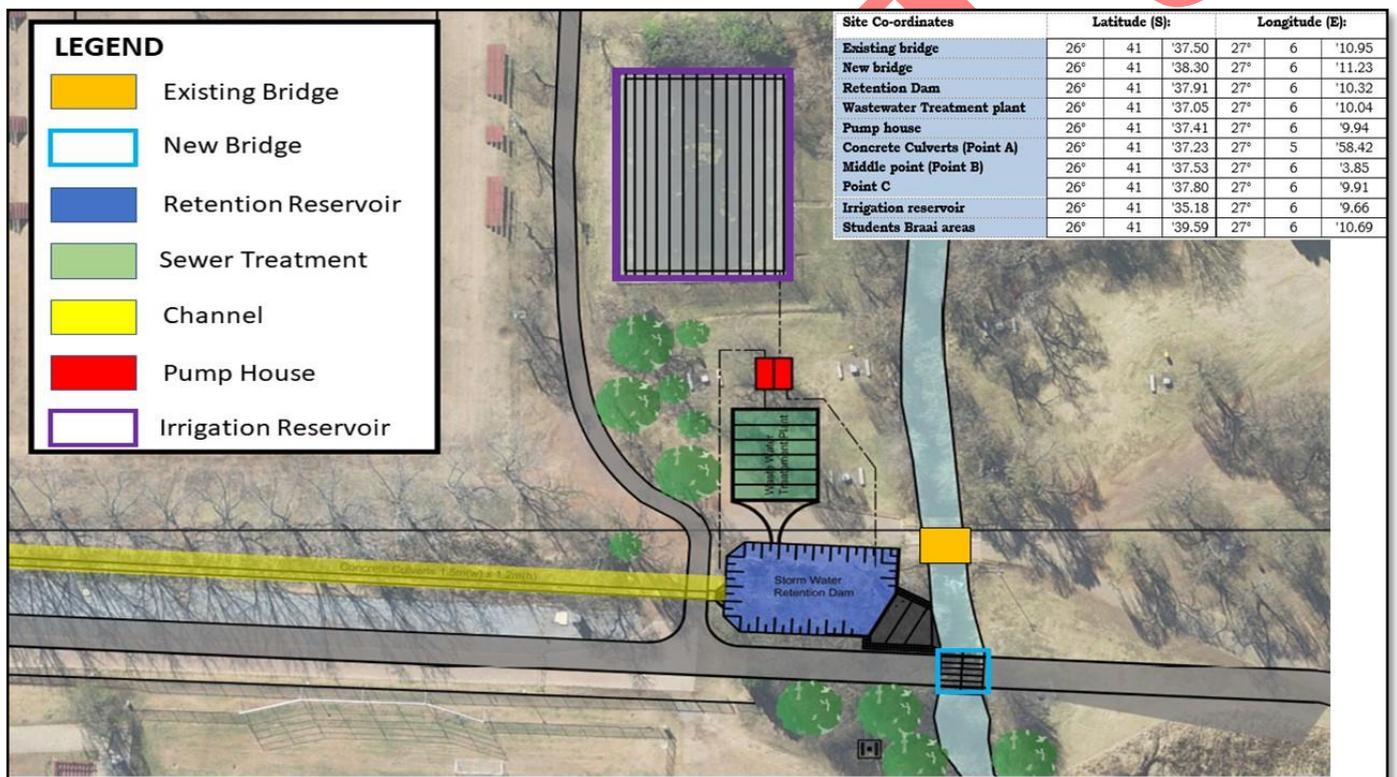 LEGEND
Existing Bridge
New Bridge
Retention Reservoir
Sewer Treatment
Channel
Pump House
Irrigation Reservoir
Site Co-ordinates Latitude (S): Longitude (E):
Existing bridge 26° 41 '37.50 27° 6 '10.95
New bridge 26° 41 '38.30 27° 6 '11.23
Retention Dam 26° 41 '37.91 27° 6 '10.32
Wastewater Treatment plant 26° 41 '37.05 27° 6 '10.04
Pump house 26° 41 '37.41 27° 6 '9.94
Concrete Culverts (Point A) 26° 41 '37.23 27° 5 '58.42
Middle point (Point B) 26° 41 '37.53 27° 6 '3.85
Point C 26° 41 '37.80 27° 6 '9.91
Irrigation reservoir 26° 41 '35.18 27° 6 '9.66
Students Braai areas 26° 41 '39.59 27° 6 '10.69
Waste Water
Treatment Plant
Concrete Culverts 1.5m(w) x 1.2m(h)
Storm Water
Retention Dam